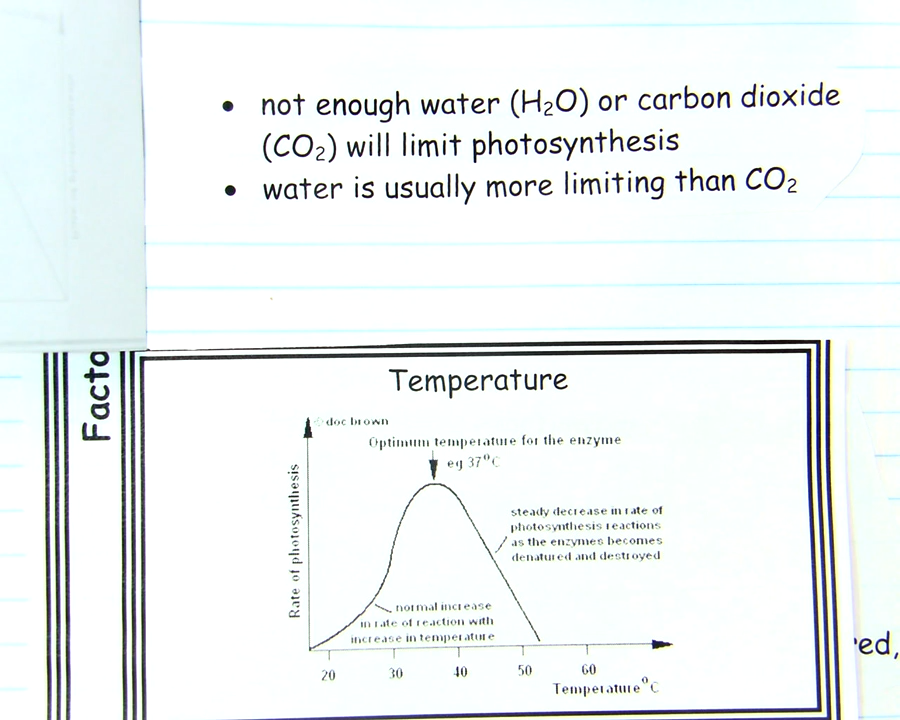 • not enough water (H₂O) or carbon dioxide
(CO₂) will limit photosynthesis
• water is usually more limiting than CO₂
Facto
Temperature
doc brown
Optimum temperature for the enzyme
eg 37°C
steady decrease in rate of
photosynthesis reactions
as the enzymes becomes
denatured and destroyed
Rate of photosynthesis
normal increase
in rate of reaction with
increase in temperature
20 30 40 50 60
Temperature °C
ed,